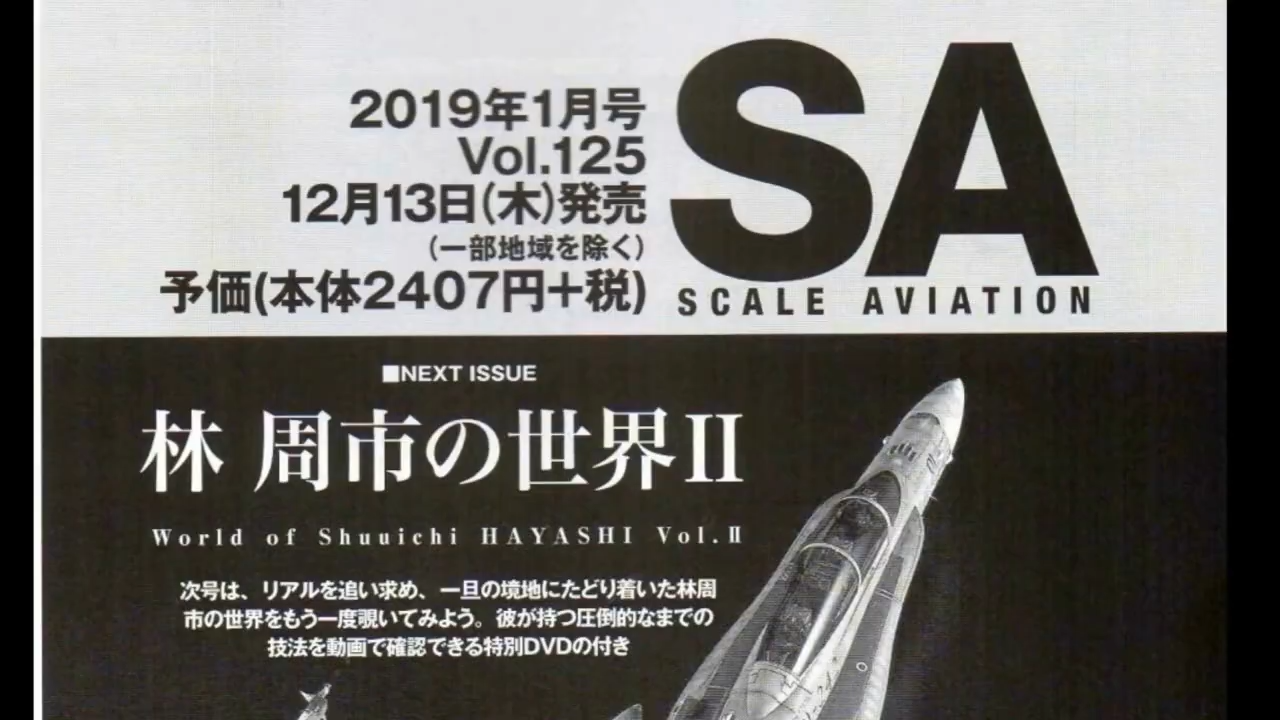 2019年1月号
Vol.125
12月13日(木)発売
(一部地域を除く)
予価(本体2407円+税)
SA
SCALE AVIATION
■NEXT ISSUE
林 周市の世界II
World of Shuuichi HAYASHI Vol.II
次号は、リアルを追い求め、一旦の境地にたどり着いた林周
市の世界をもう一度覗いてみよう。彼が持つ圧倒的なまでの
技法を動画で確認できる特別DVDの付き